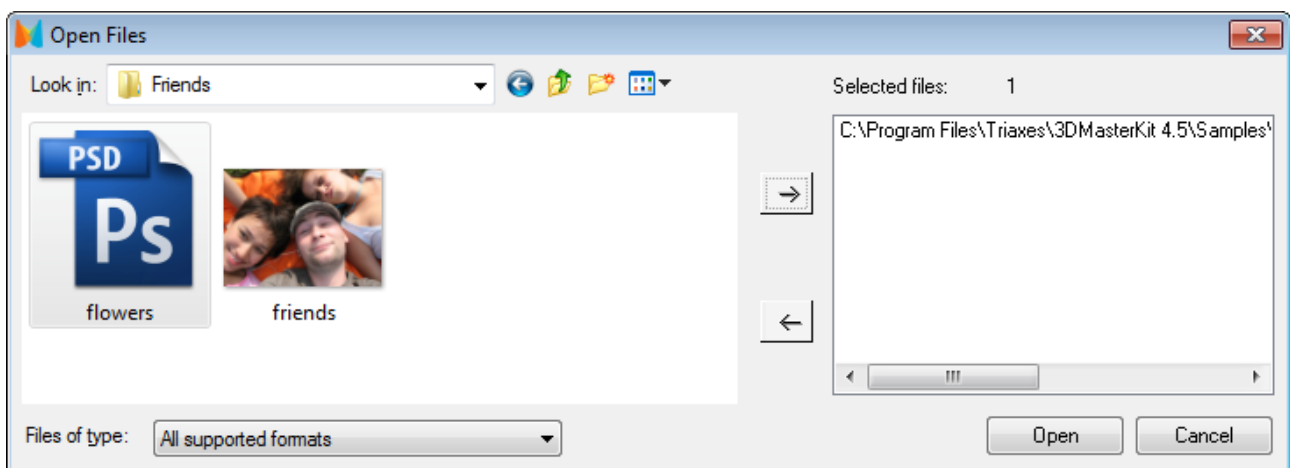 Open Files
Look in: Friends
Selected files: 1
C:\Program Files\Triaxes\3DMasterKit 4.5\Samples\
PSD
Ps
flowers
friends
Files of type: All supported formats
Open Cancel